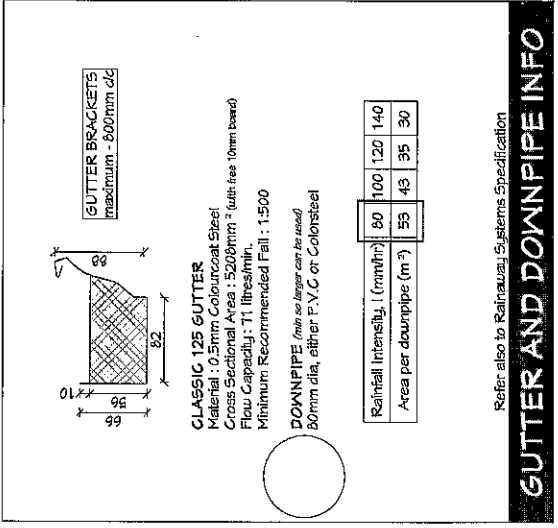 GUTTER BRACKETS
maximum - 800mm c/c
88
10
56
66
82
CLASSIC 125 GUTTER
Material : 0.5mm Colourcoat Steel
Cross Sectional Area : 5208mm² (with free 10mm board)
Flow Capacity : 71 litres/min.
Minimum Recommended Fall : 1:500
DOWNPIPE (min so larger can be used)
80mm dia, either P.V.C or Colorsteel
Rainfall Intensity, I (mm/hr) 80 100 120 140
Area per downpipe (m²) 53 43 35 30
Refer also to Rainaway Systems Specification
GUTTER AND DOWNPIPE INFO